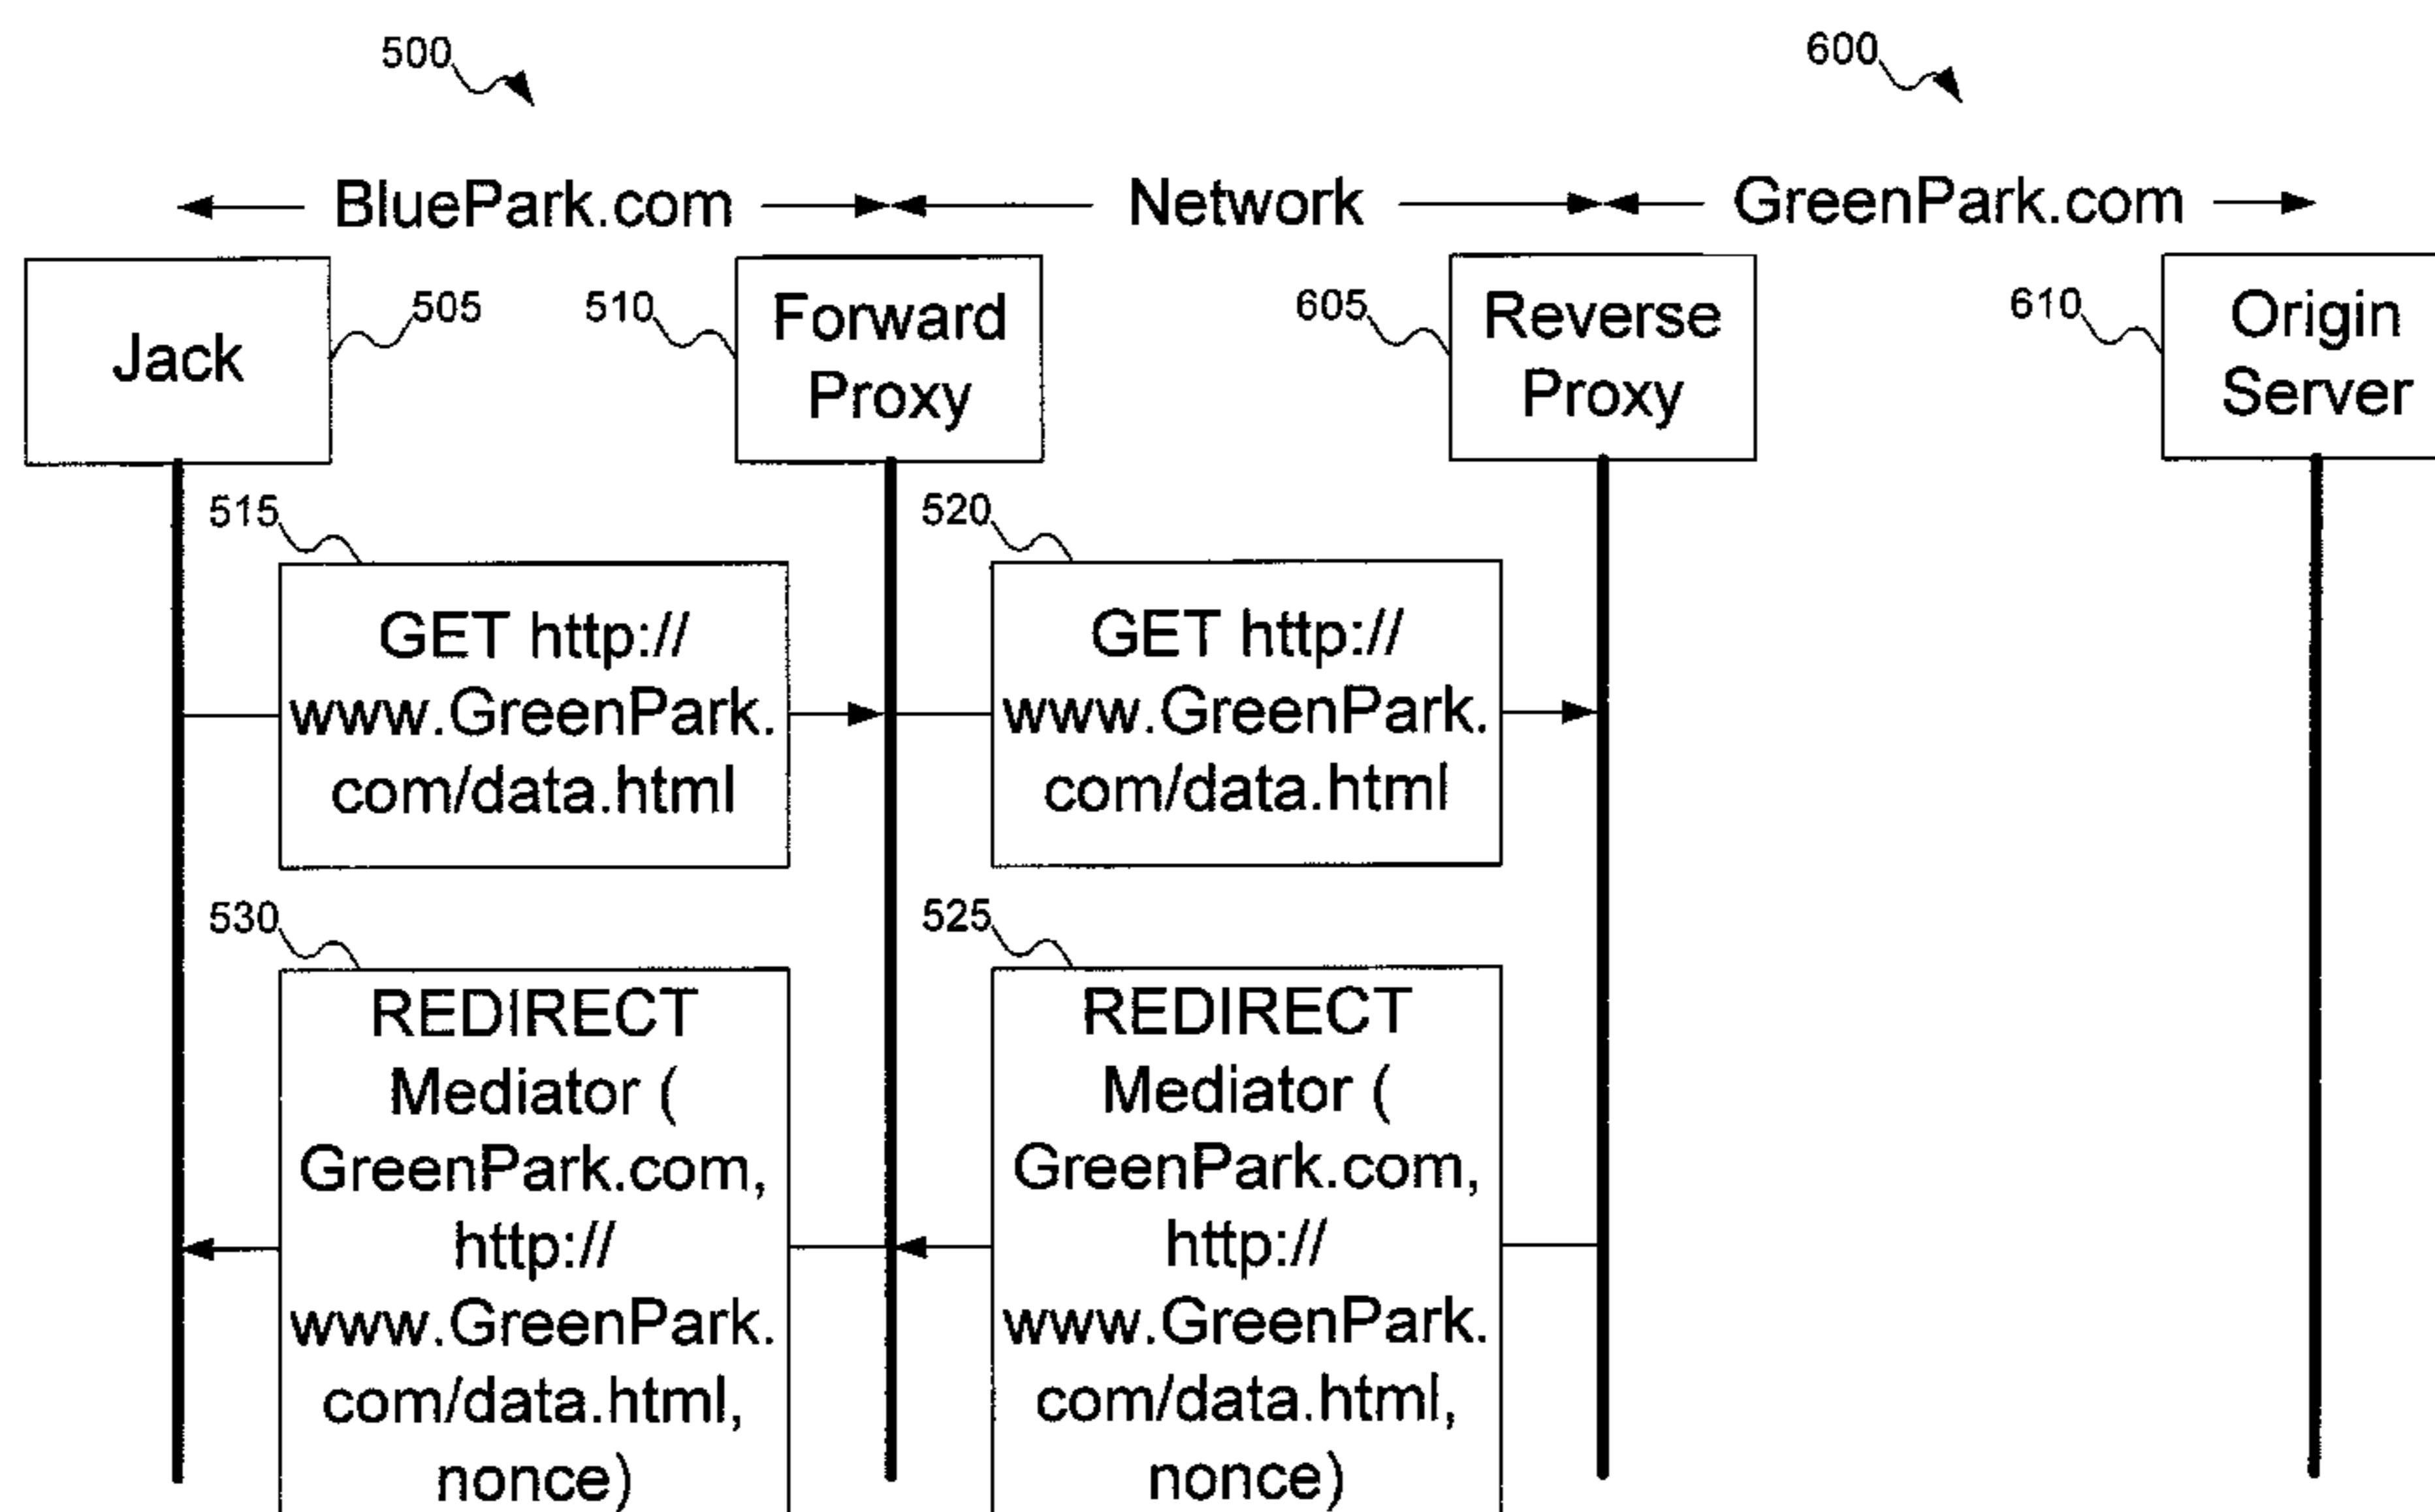 500
600
BluePark.com
Network
GreenPark.com
Jack
505
510
Forward
Proxy
605
Reverse
Proxy
610
Origin
Server
515
GET http://
www.GreenPark.
com/data.html
520
GET http://
www.GreenPark.
com/data.html
530
REDIRECT
Mediator (
GreenPark.com,
http://
www.GreenPark.
com/data.html,
nonce)
525
REDIRECT
Mediator (
GreenPark.com,
http://
www.GreenPark.
com/data.html,
nonce)